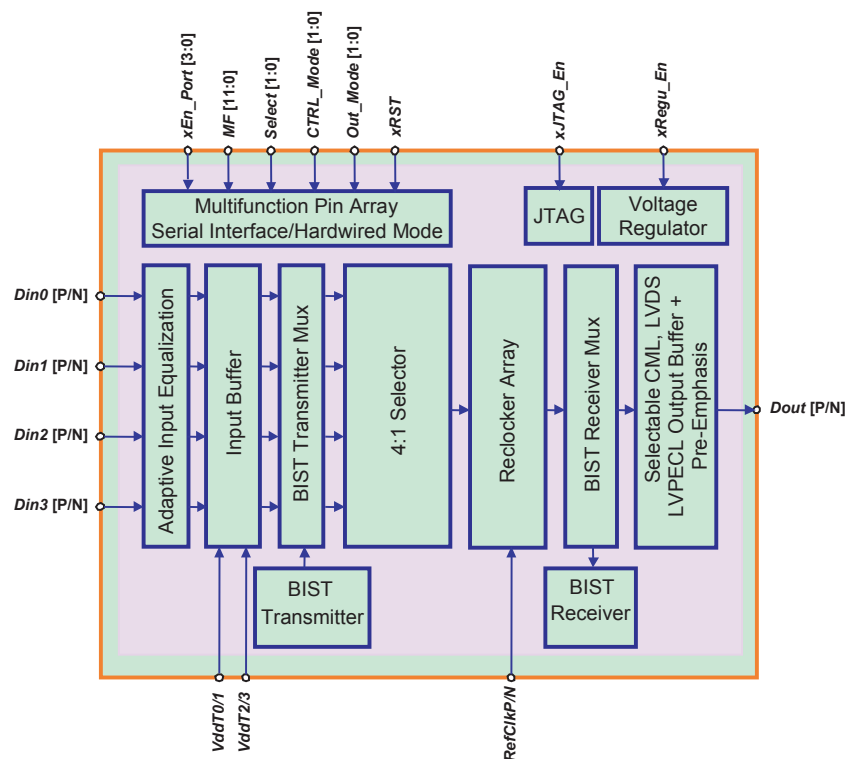 xEn_Port [3:0]
MF [11:0]
Select [1:0]
CTRL_Mode [1:0]
Out_Mode [1:0]
xRST
xJTAG_En
xRegu_En
Multifunction Pin Array
Serial Interface/Hardwired Mode
JTAG
Voltage
Regulator
Din0 [P/N]
Din1 [P/N]
Din2 [P/N]
Din3 [P/N]
Adaptive Input Equalization
Input Buffer
BIST Transmitter Mux
4:1 Selector
Reclocker Array
BIST Receiver Mux
Selectable CML, LVDS
LVPECL Output Buffer +
Pre-Emphasis
Dout [P/N]
BIST
Transmitter
BIST
Receiver
VddT0/1
VddT2/3
RefClkP/N